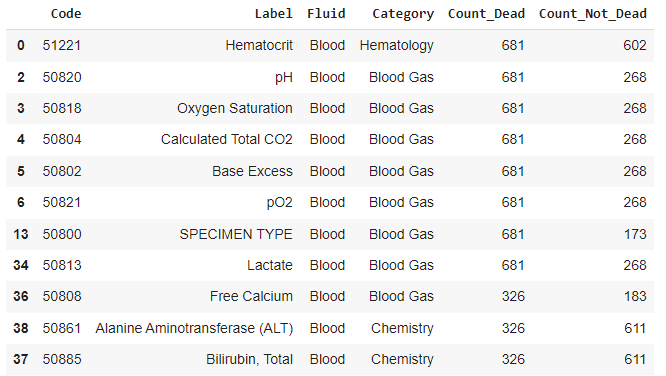 Code Label Fluid Category Count_Dead Count_Not_Dead
0 51221 Hematocrit Blood Hematology 681 602
2 50820 pH Blood Blood Gas 681 268
3 50818 Oxygen Saturation Blood Blood Gas 681 268
4 50804 Calculated Total CO2 Blood Blood Gas 681 268
5 50802 Base Excess Blood Blood Gas 681 268
6 50821 pO2 Blood Blood Gas 681 268
13 50800 SPECIMEN TYPE Blood Blood Gas 681 173
34 50813 Lactate Blood Blood Gas 681 268
36 50808 Free Calcium Blood Blood Gas 326 183
38 50861 Alanine Aminotransferase (ALT) Blood Chemistry 326 611
37 50885 Bilirubin, Total Blood Chemistry 326 611